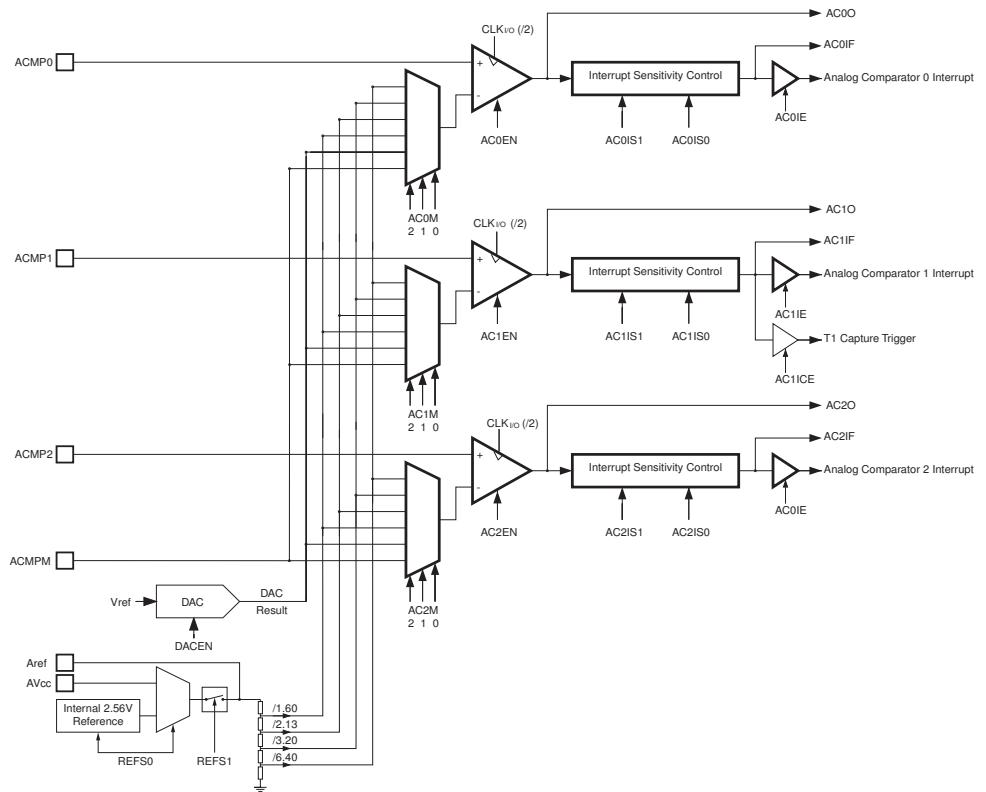 AC0O
CLKI/O (/2)
AC0IF
ACMP0
+
Interrupt Sensitivity Control
Analog Comparator 0 Interrupt
-
AC0IE
AC0EN
AC0IS1
AC0IS0
AC0M
2 1 0
AC1O
CLKI/O (/2)
AC1IF
ACMP1
+
Interrupt Sensitivity Control
Analog Comparator 1 Interrupt
-
AC1IE
AC1EN
AC1IS1
AC1IS0
T1 Capture Trigger
AC1ICE
AC1M
2 1 0
AC2O
CLKI/O (/2)
AC2IF
ACMP2
+
Interrupt Sensitivity Control
Analog Comparator 2 Interrupt
-
AC0IE
AC2EN
AC2IS1
AC2IS0
ACMPM
AC2M
2 1 0
Vref
DAC
DAC
Result
DACEN
Aref
AVcc
Internal 2.56V
Reference
/1.60
/2.13
/3.20
/6.40
REFS0
REFS1